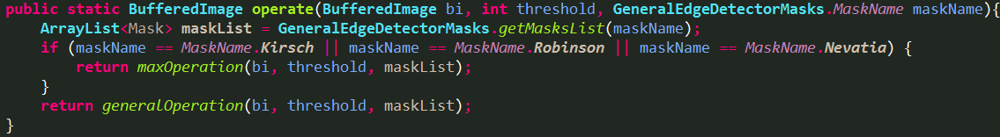 public static BufferedImage operate(BufferedImage bi, int threshold, GeneralEdgeDetectorMasks.MaskName maskName){
    ArrayList<Mask> maskList = GeneralEdgeDetectorMasks.getMasksList(maskName);
    if (maskName == MaskName.Kirsch || maskName == MaskName.Robinson || maskName == MaskName.Nevatia) {
        return maxOperation(bi, threshold, maskList);
    }
    return generalOperation(bi, threshold, maskList);
}